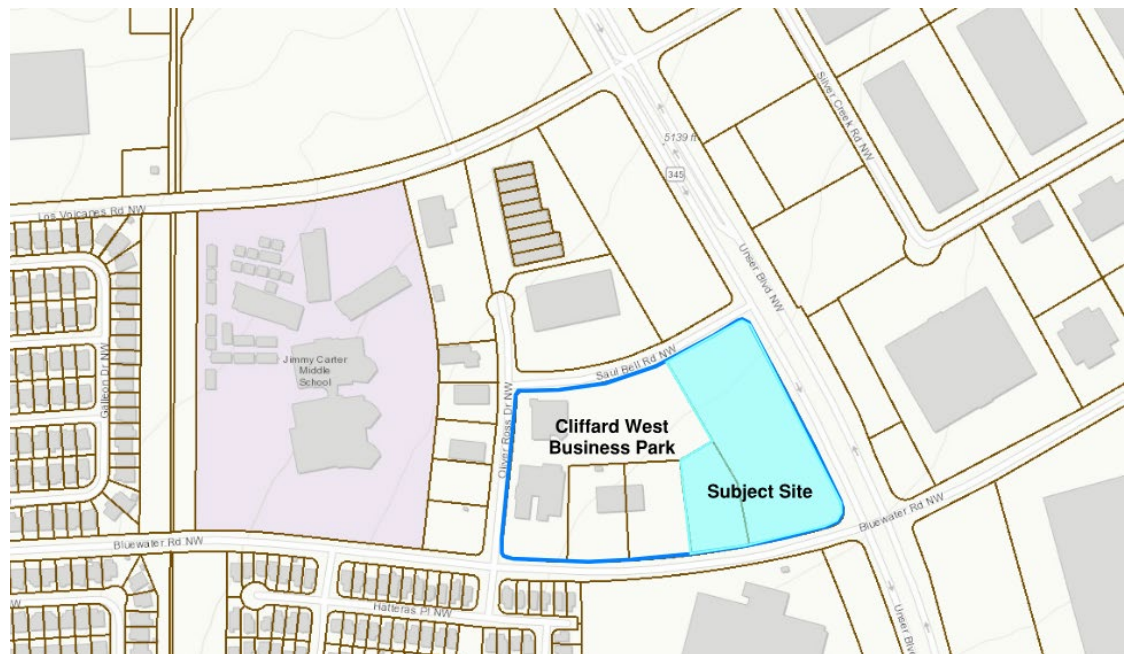 Silver Creek Rd NW
5139 ft
345
Los Volcanes Rd NW
Unser Blvd NW
Galleon Dr NW
Jimmy Carter
Middle
School
Saul Bell Rd NW
Oliver Ross Dr NW
Cliffard West
Business Park
Subject Site
Bluewater Rd NW
Bluewater Rd NW
Hatteras Pl NW
W
Unser Blv